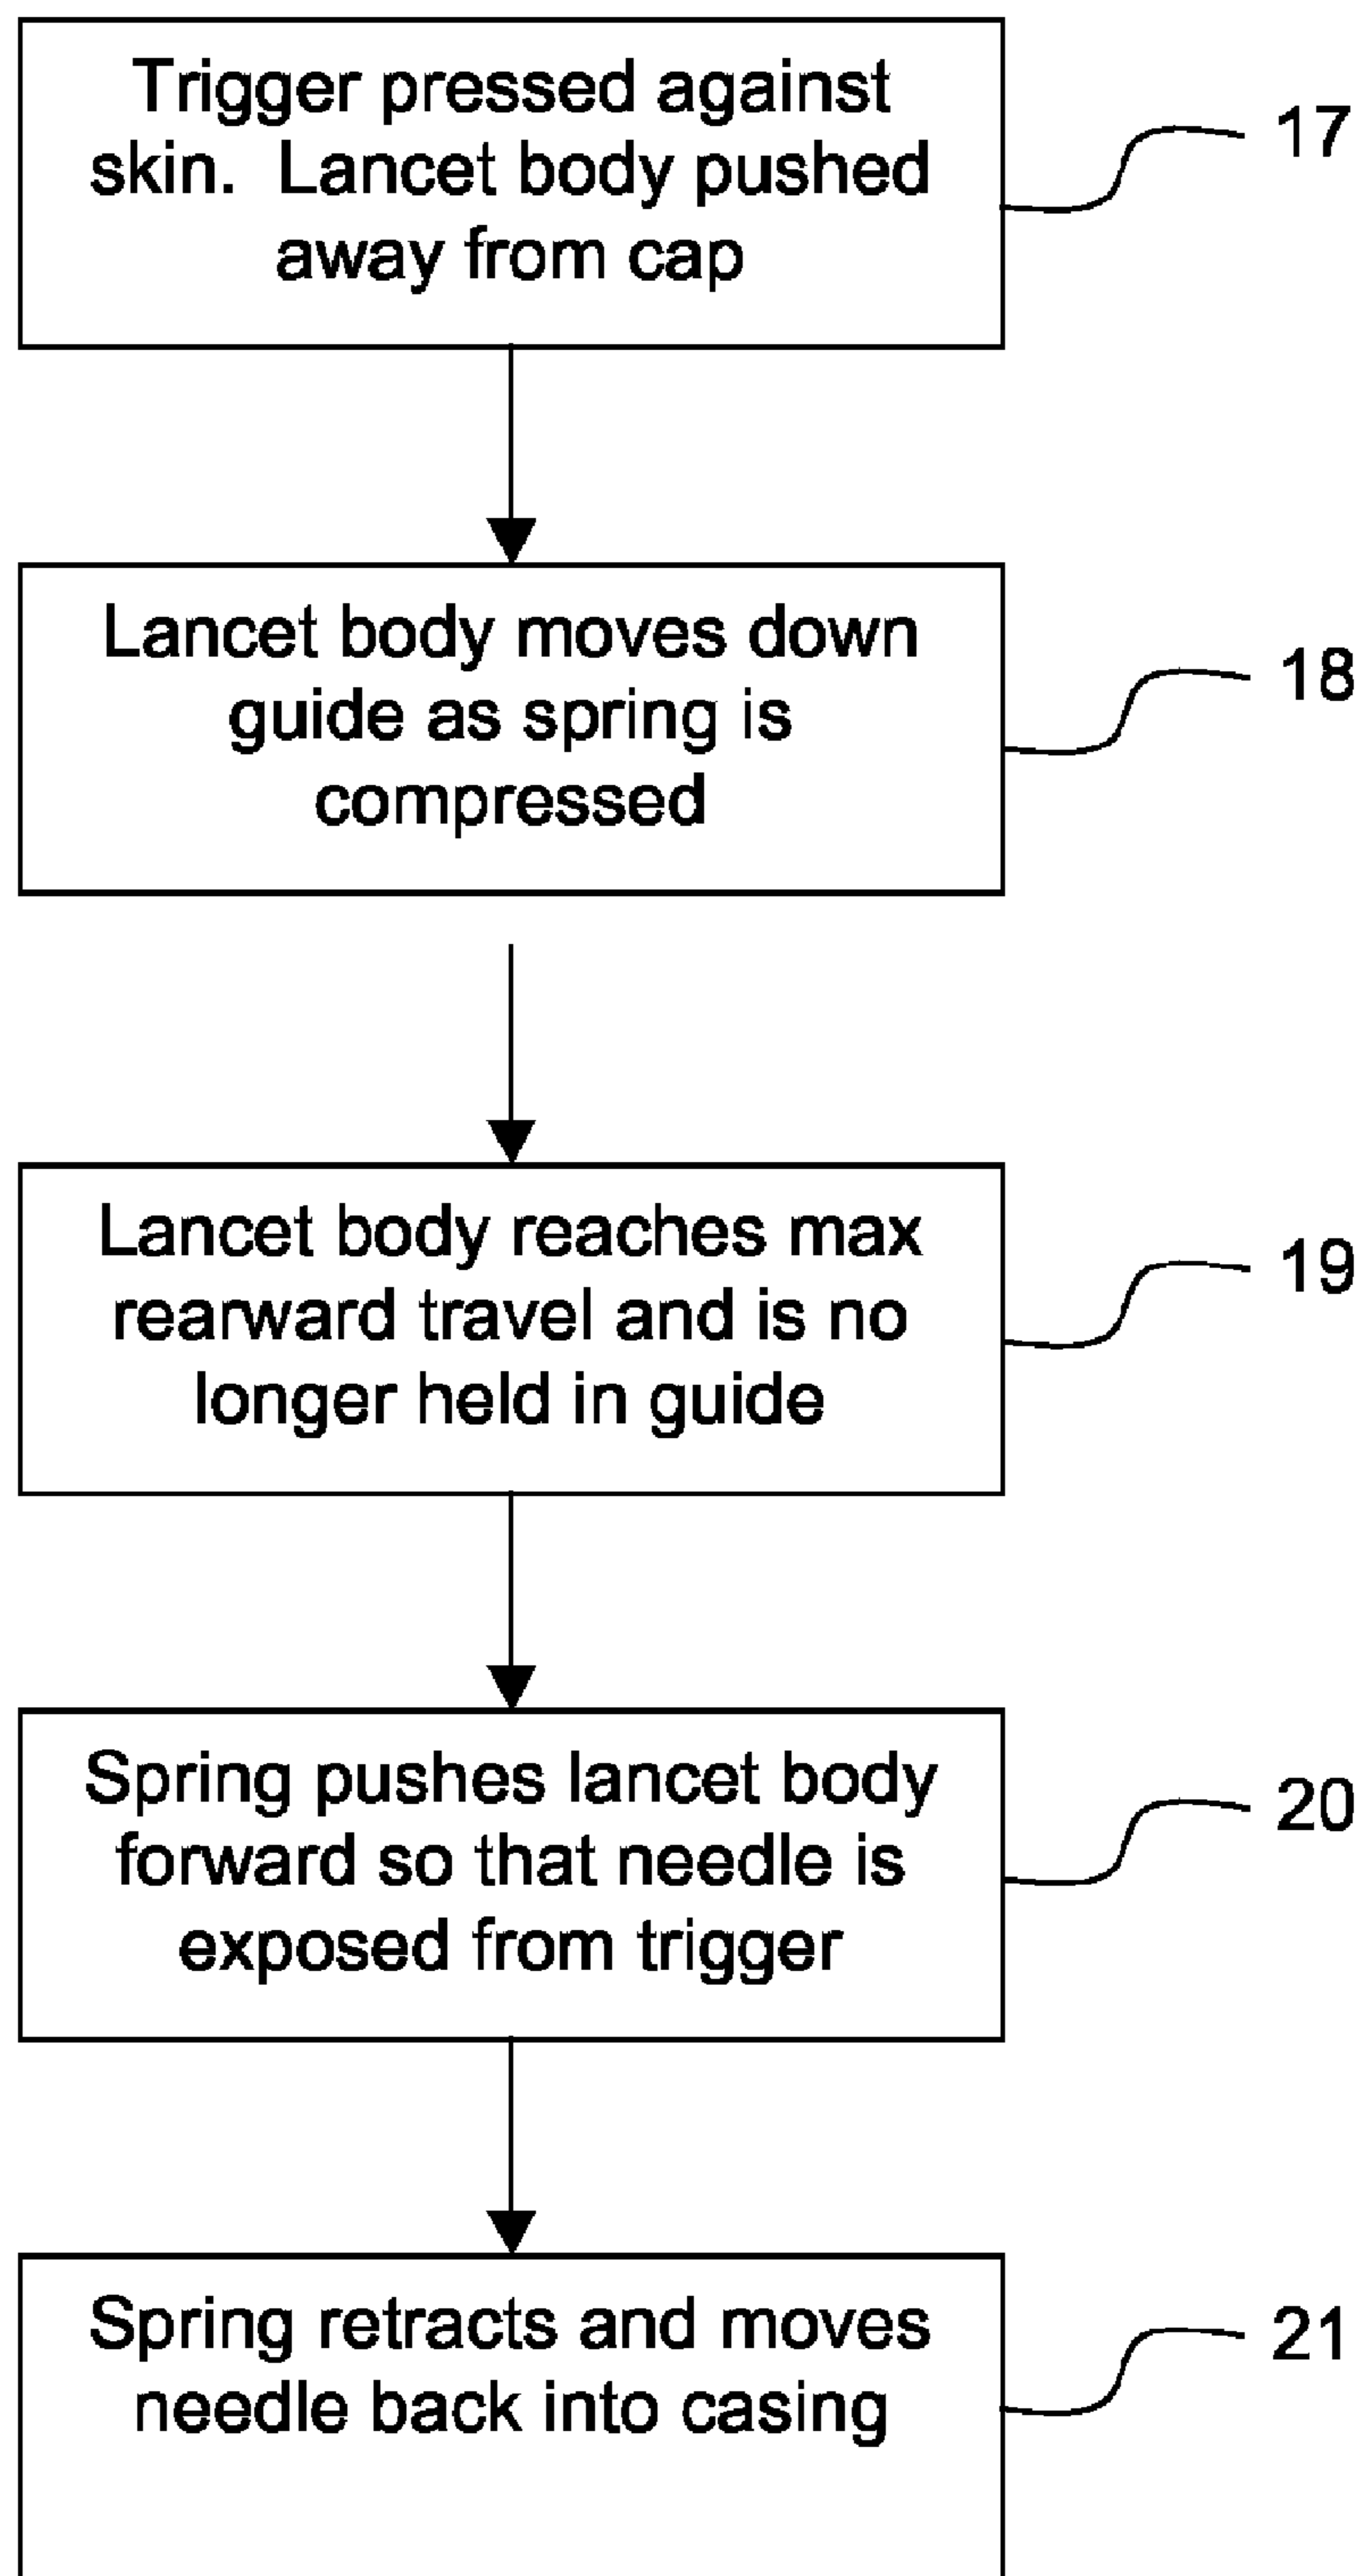 Trigger pressed against
skin. Lancet body pushed
away from cap
17
Lancet body moves down
guide as spring is
compressed
18
Lancet body reaches max
rearward travel and is no
longer held in guide
19
Spring pushes lancet body
forward so that needle is
exposed from trigger
20
Spring retracts and moves
needle back into casing
21